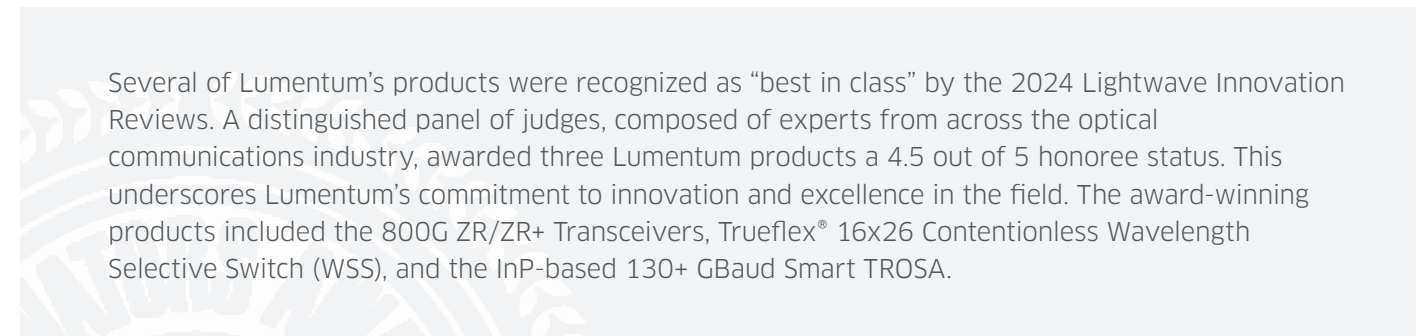 Several of Lumentum’s products were recognized as “best in class” by the 2024 Lightwave Innovation
Reviews. A distinguished panel of judges, composed of experts from across the optical
communications industry, awarded three Lumentum products a 4.5 out of 5 honoree status. This
underscores Lumentum’s commitment to innovation and excellence in the field. The award-winning
products included the 800G ZR/ZR+ Transceivers, Trueflex® 16x26 Contentionless Wavelength
Selective Switch (WSS), and the InP-based 130+ GBaud Smart TROSA.